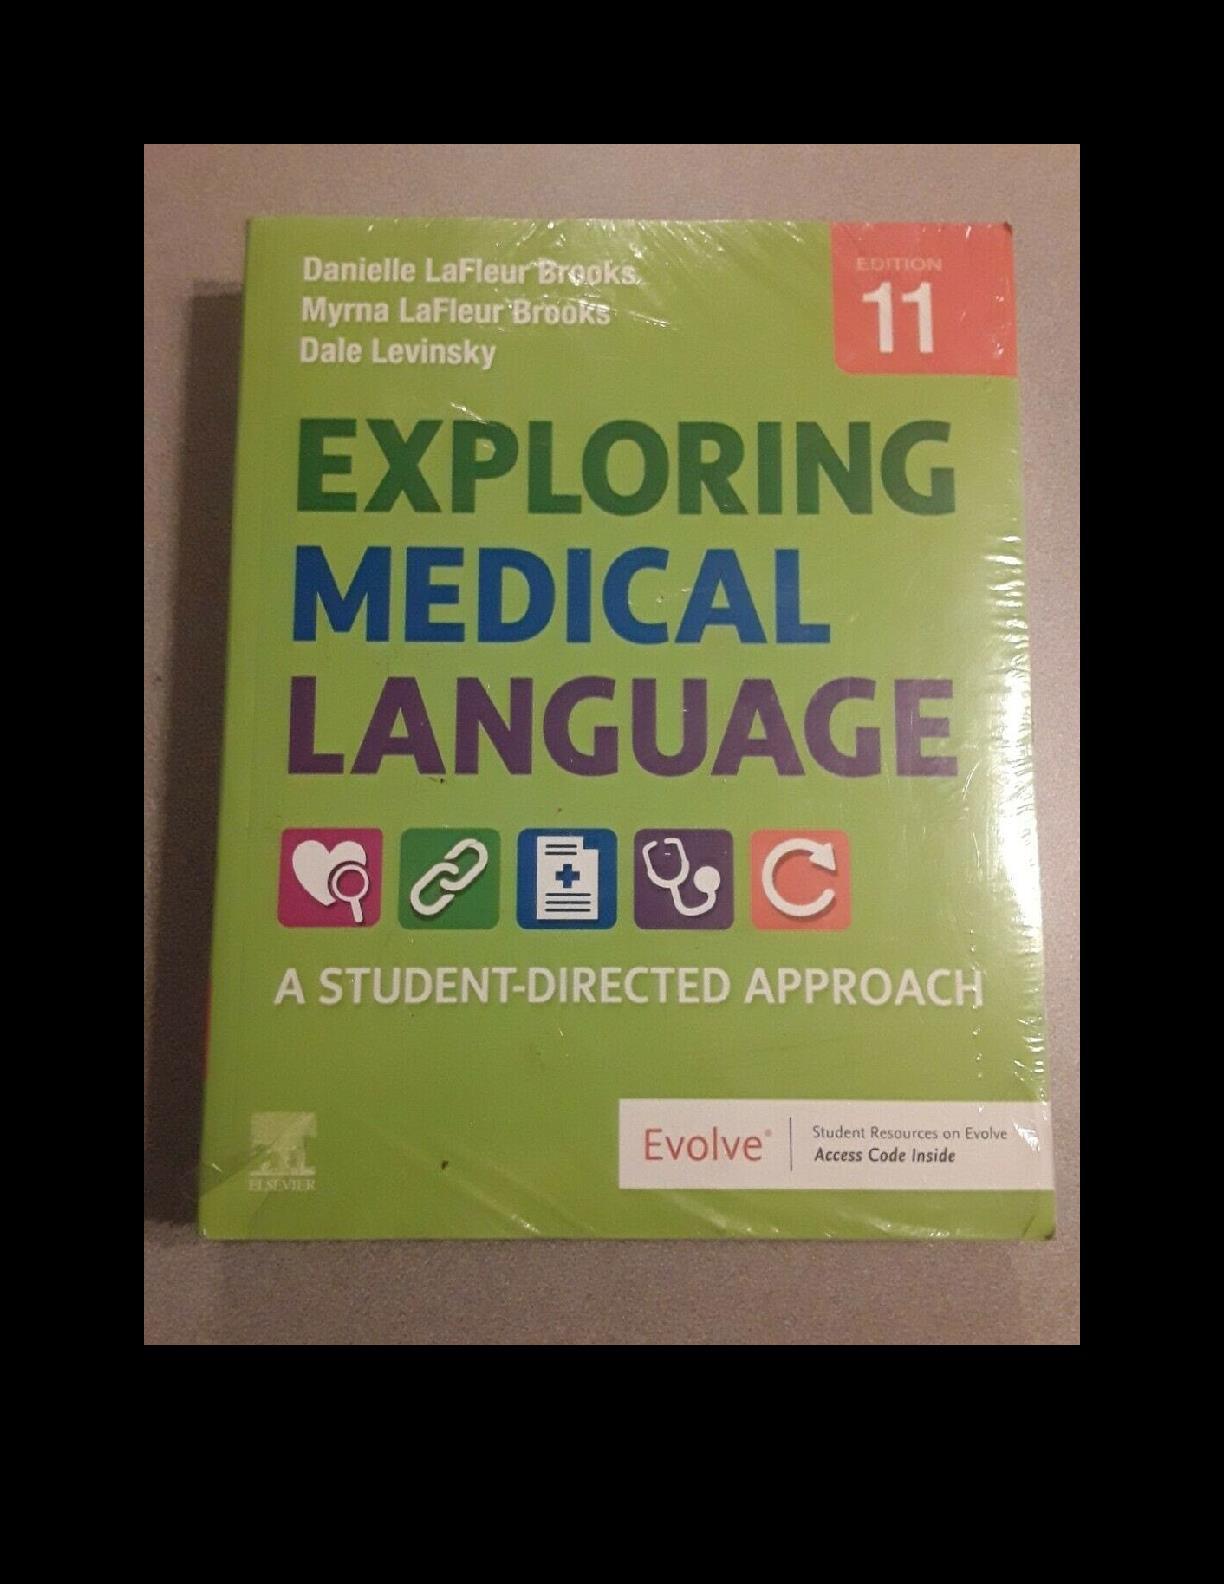 Danielle LaFleur Brooks
Myrna LaFleur Brooks
Dale Levinsky
EDITION
11
EXPLORING
MEDICAL
LANGUAGE
A STUDENT-DIRECTED APPROACH
ELSEVIER
Evolve®
Student Resources on Evolve
Access Code Inside